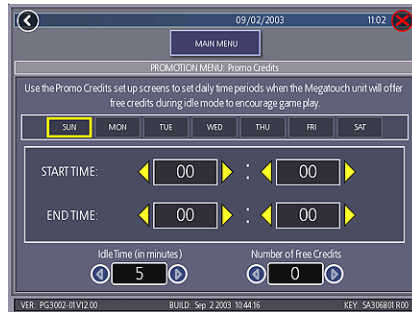 09/02/2003 11:02
MAIN MENU
PROMOTION MENU: Promo Credits
Use the Promo Credits set up screens to set daily time periods when the Megatouch unit will offer
free credits during idle mode to encourage game play.
SUN MON TUE WED THU FRI SAT
START TIME: 00 : 00
END TIME: 00 : 00
Idle Time (in minutes) Number of Free Credits
5 0
VER: PG3002-01V12.00 BUILD: Sep 2 2003 10:44:16 KEY: SA306801 R00